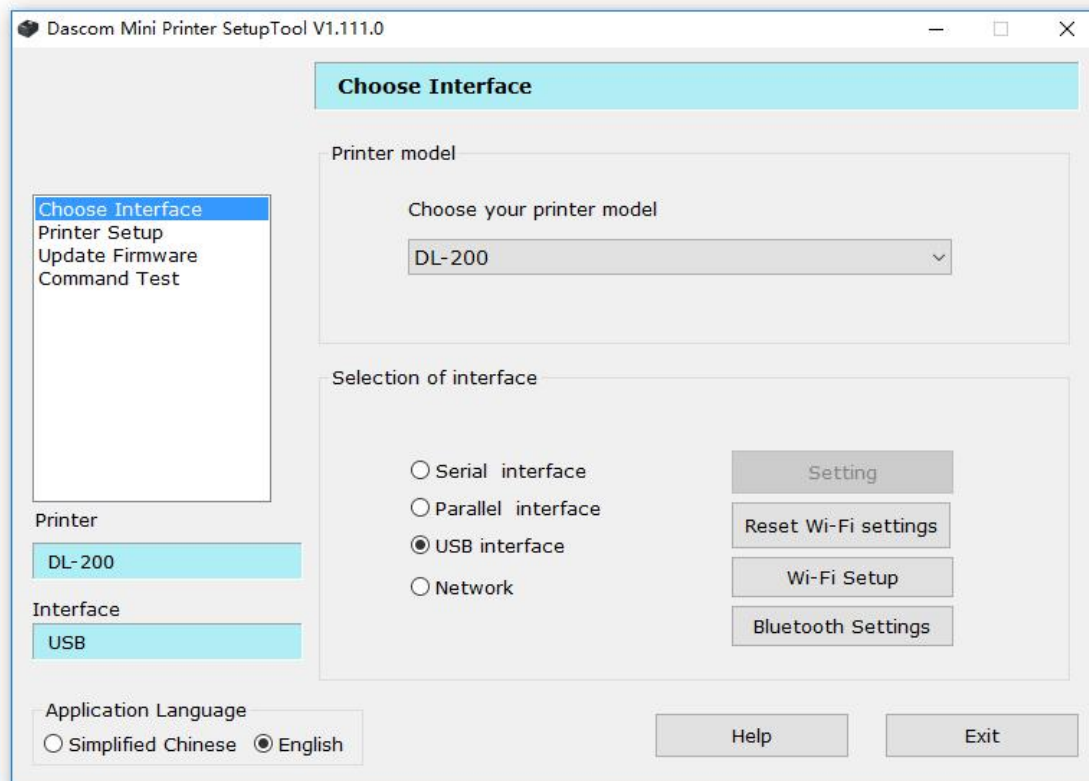 Dascom Mini Printer SetupTool V1.111.0
Choose Interface
Choose Interface
Printer Setup
Update Firmware
Command Test
Printer
DL-200
Interface
USB
Application Language
Simplified Chinese
English
Printer model
Choose your printer model
DL-200
Selection of interface
Serial interface
Parallel interface
USB interface
Network
Setting
Reset Wi-Fi settings
Wi-Fi Setup
Bluetooth Settings
Help
Exit